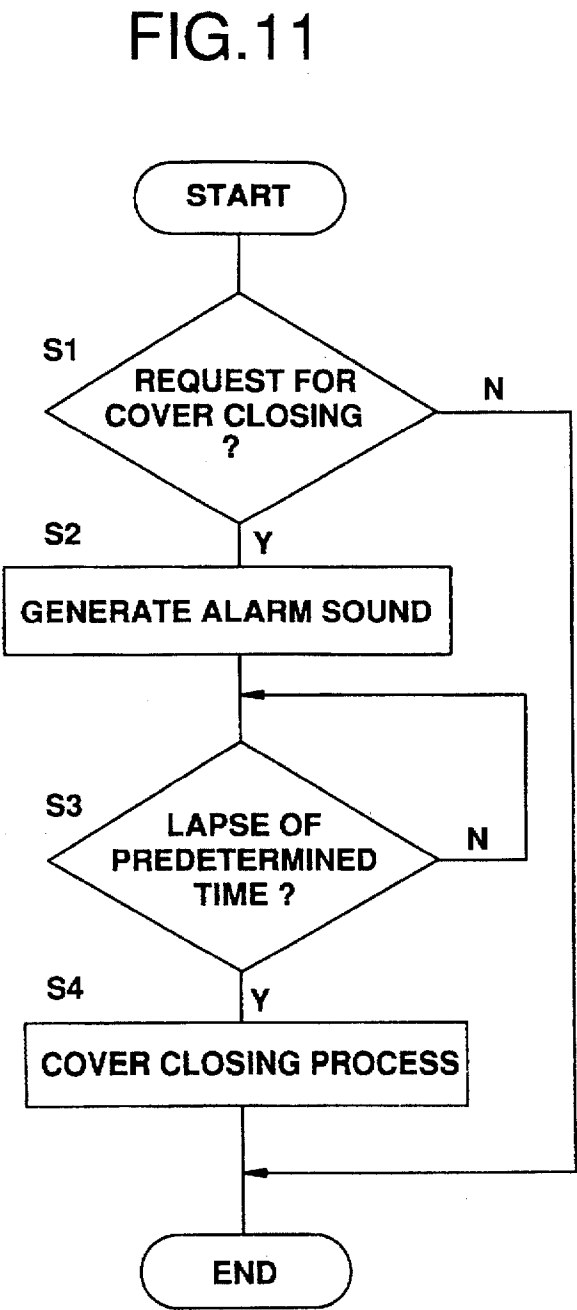 FIG.11
START
S1
REQUEST FOR
COVER CLOSING
?
N
S2
Y
GENERATE ALARM SOUND
S3
LAPSE OF
PREDETERMINED
TIME ?
N
S4
Y
COVER CLOSING PROCESS
END